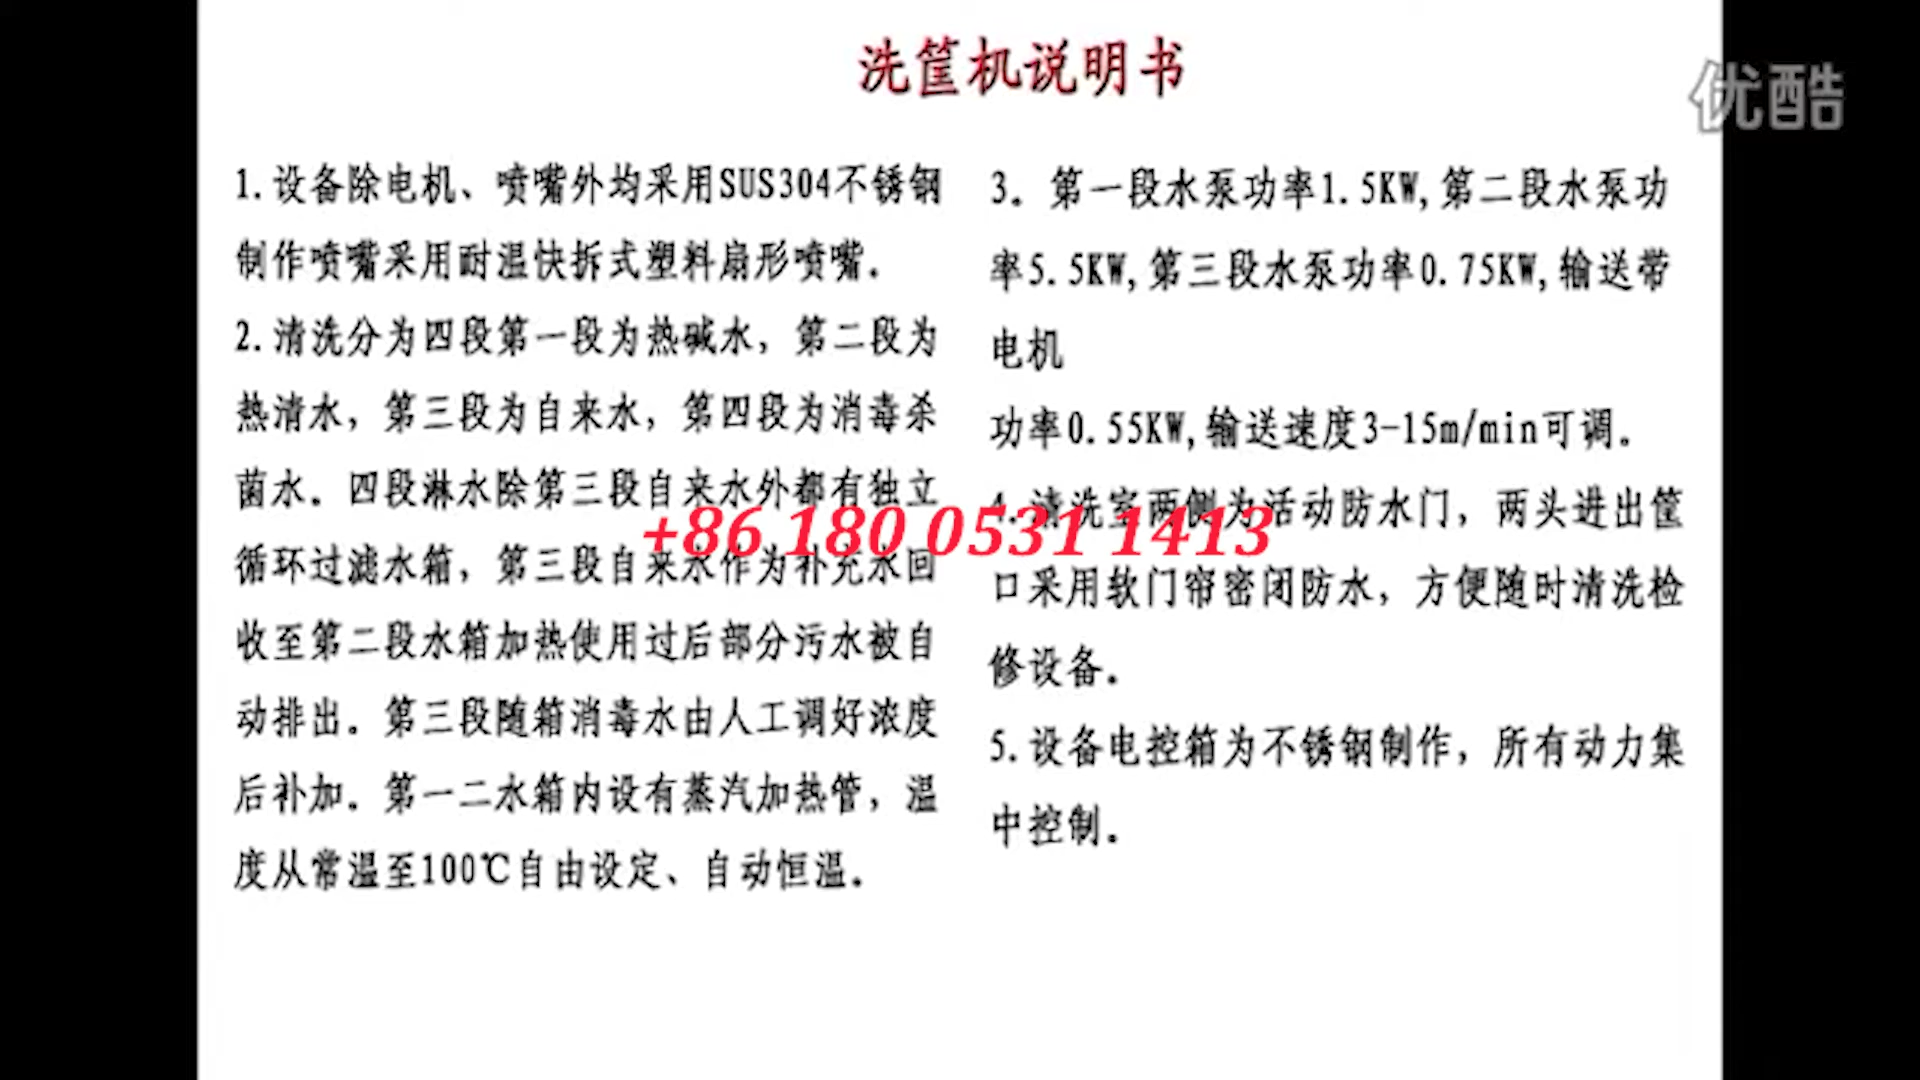 洗筐机说明书
优酷
1.设备除电机、喷嘴外均采用SUS304不锈钢
制作喷嘴采用耐温快拆式塑料扇形喷嘴.
2.清洗分为四段第一段为热碱水，第二段为
热清水，第三段为自来水，第四段为消毒杀
菌水.四段淋水除第三段自来水外都有独立
循环过滤水箱，第三段自来水作为补充水回
收至第二段水箱加热使用过后部分污水被自
动排出.第三段随箱消毒水由人工调好浓度
后补加.第一二水箱内设有蒸汽加热管，温
度从常温至100℃自由设定、自动恒温.
3。第一段水泵功率1.5KW,第二段水泵功
率5.5KW,第三段水泵功率0.75KW,输送带
电机
功率0.55KW,输送速度3-15m/min可调。
4.清洗室两侧为活动防水门，两头进出筐
口采用软门帘密闭防水，方便随时清洗检
修设备.
5.设备电控箱为不锈钢制作，所有动力集
中控制.
+86 180 0531 1413